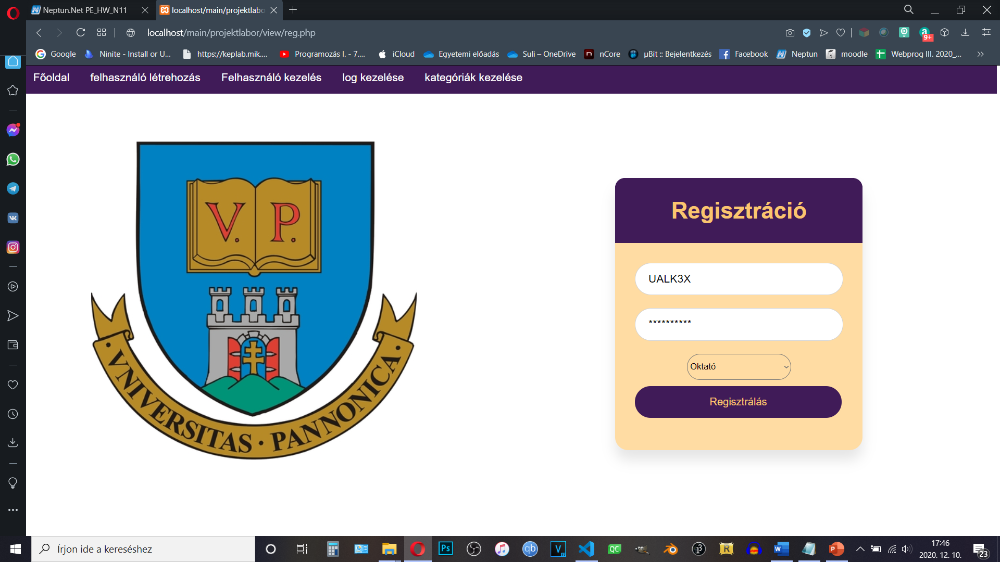 Neptun.Net PE_HW_N11
localhost/main/projektlabo
localhost/main/projektlabor/view/reg.php
9+
Google
Ninite - Install or U...
https://keplab.mik....
Programozás I. - 7....
iCloud
Egyetemi előadás
Suli – OneDrive
nCore
µBit :: Bejelentkezés
Facebook
Neptun
moodle
Webprog III. 2020_...
Főoldal
felhasználó létrehozás
Felhasználó kezelés
log kezelése
kategóriák kezelése
V. P.
VNIVERSITAS · PANNONICA
Regisztráció
UALK3X
**********
Oktató
Regisztrálás
Írjon ide a kereséshez
17:46
2020. 12. 10.
23